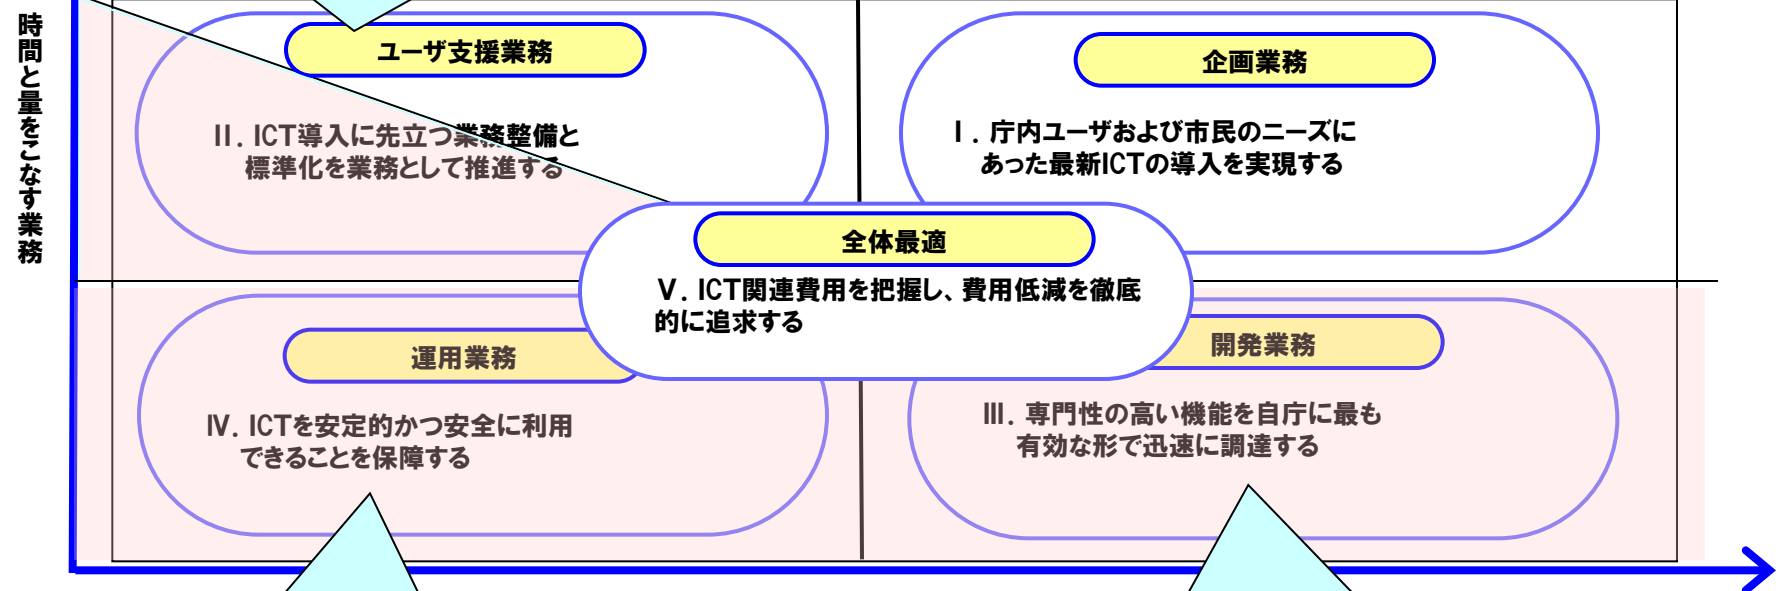 時間と量をこなす業務
ユーザ支援業務
Ⅱ．ICT導入に先立つ業務整備と
標準化を業務として推進する
企画業務
Ⅰ．庁内ユーザおよび市民のニーズに
あった最新ICTの導入を実現する
全体最適
Ⅴ．ICT関連費用を把握し、費用低減を徹底
的に追求する
運用業務
Ⅳ．ICTを安定的かつ安全に利用
できることを保障する
開発業務
Ⅲ．専門性の高い機能を自庁に最も
有効な形で迅速に調達する